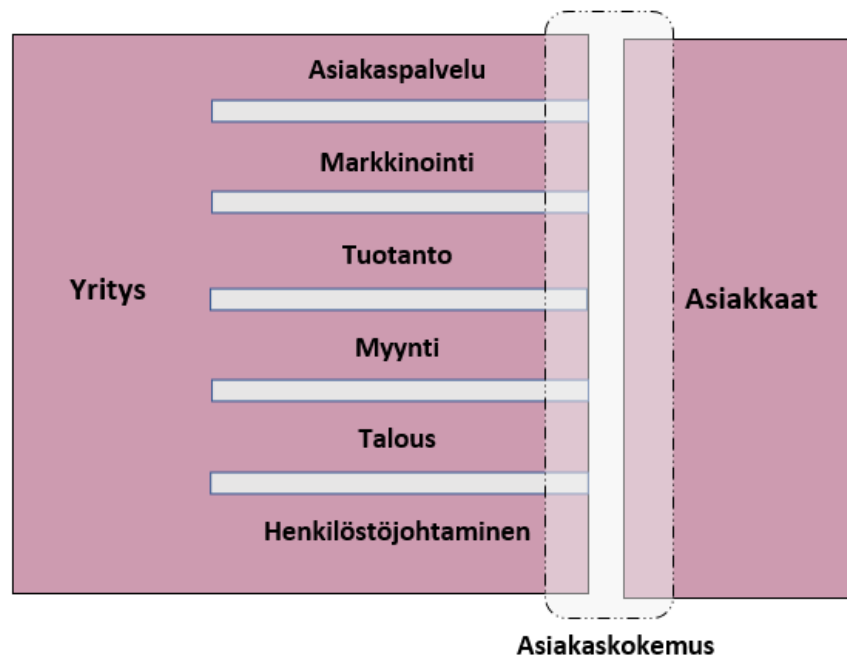 Asiakaspalvelu
Markkinointi
Tuotanto
Yritys
Asiakkaat
Myynti
Talous
Henkilöstöjohtaminen
Asiakaskokemus